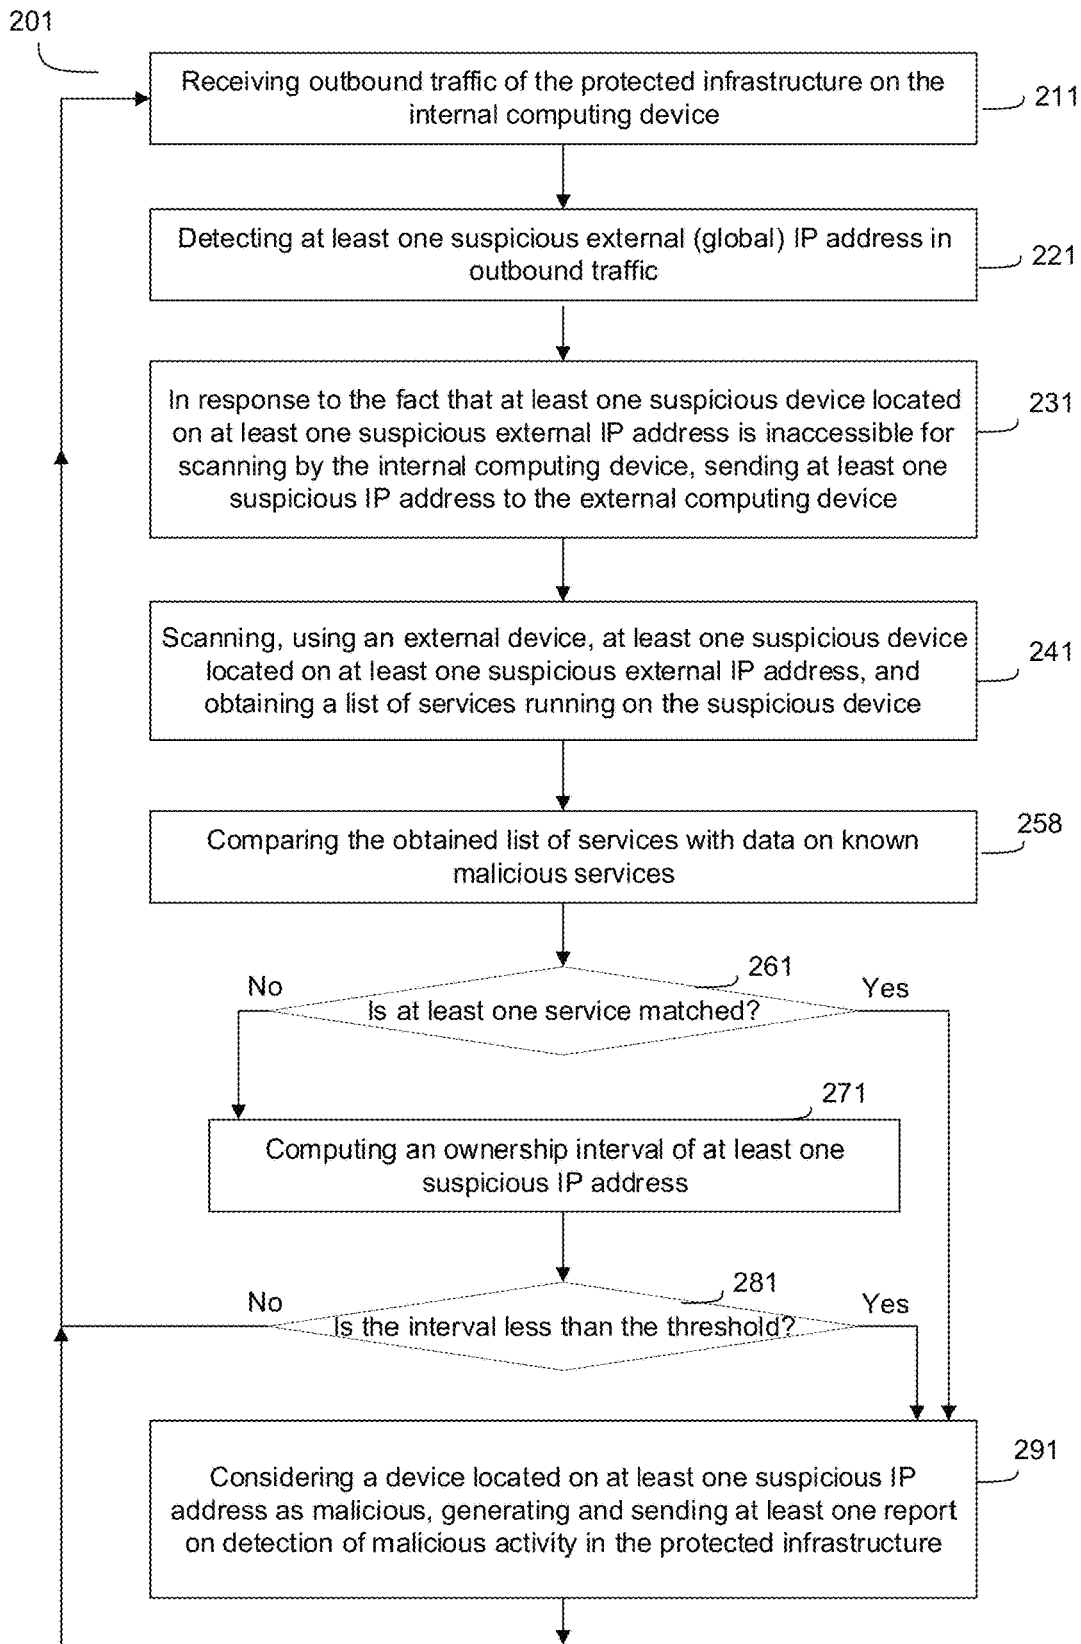 201
Receiving outbound traffic of the protected infrastructure on the
internal computing device
211
Detecting at least one suspicious external (global) IP address in
outbound traffic
221
In response to the fact that at least one suspicious device located
on at least one suspicious external IP address is inaccessible for
scanning by the internal computing device, sending at least one
suspicious IP address to the external computing device
231
Scanning, using an external device, at least one suspicious device
located on at least one suspicious external IP address, and
obtaining a list of services running on the suspicious device
241
Comparing the obtained list of services with data on known
malicious services
258
261
No
Yes
Is at least one service matched?
271
Computing an ownership interval of at least one
suspicious IP address
281
No
Yes
Is the interval less than the threshold?
291
Considering a device located on at least one suspicious IP
address as malicious, generating and sending at least one report
on detection of malicious activity in the protected infrastructure